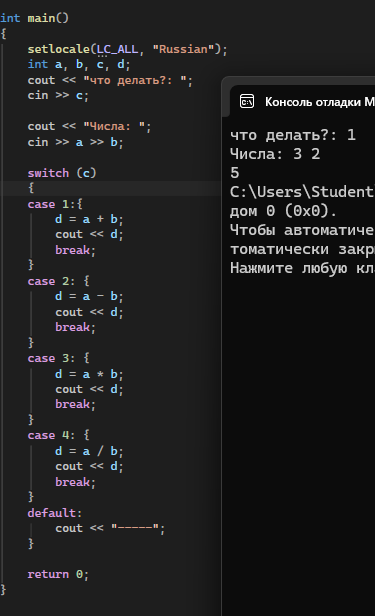 int main()
{
setlocale(LC_ALL, "Russian");
int a, b, c, d;
cout << "что делать?: ";
cin >> c;
cout << "Числа: ";
cin >> a >> b;
switch (c)
{
case 1:{
d = a + b;
cout << d;
break;
}
case 2: {
d = a - b;
cout << d;
break;
}
case 3: {
d = a * b;
cout << d;
break;
}
case 4: {
d = a / b;
cout << d;
break;
}
default:
cout << "-----";
}
return 0;
}
Консоль отладки M
что делать?: 1
Числа: 3 2
5
C:\Users\Student
дом 0 (0x0).
Чтобы автоматиче
томатически закр
Нажмите любую кл